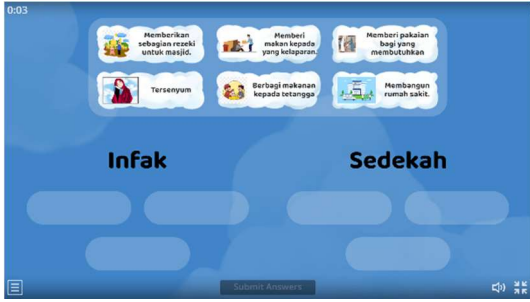 0:03
Memberikan
sebagian rezeki
untuk masjid.
Memberi
makan kepada
yang kelaparan.
Memberi pakaian
bagi yang
membutuhkan
Tersenyum
Berbagi makanan
kepada tetangga
Membangun
rumah sakit.
Infak
Sedekah
Submit Answers